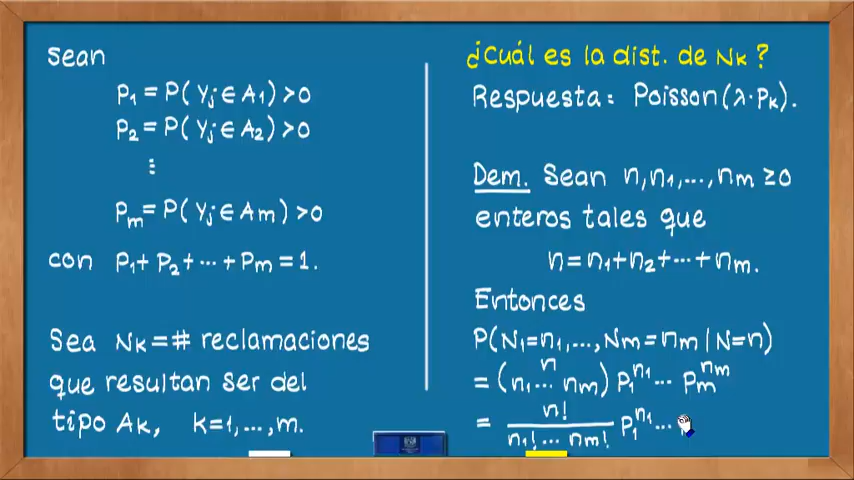 Sean
P₁ = P(Yⱼ ∈ A₁) > 0
P₂ = P(Yⱼ ∈ A₂) > 0
⋮
Pₘ = P(Yⱼ ∈ Aₘ) > 0
con P₁ + P₂ + ⋯ + Pₘ = 1.
Sea Nₖ = # reclamaciones
que resultan ser del
tipo Aₖ, k = 1, ..., m.
¿Cuál es la dist. de Nₖ?
Respuesta: Poisson(λ·Pₖ).
Dem. Sean n, n₁, ..., nₘ ≥ 0
enteros tales que
n = n₁ + n₂ + ⋯ + nₘ.
Entonces
P(N₁ = n₁, ..., Nₘ = nₘ | N = n)
= (n over n₁ ⋯ nₘ) P₁^n₁ ⋯ Pₘ^nₘ
= n! / (n₁! ⋯ nₘ!) P₁^n₁ ⋯